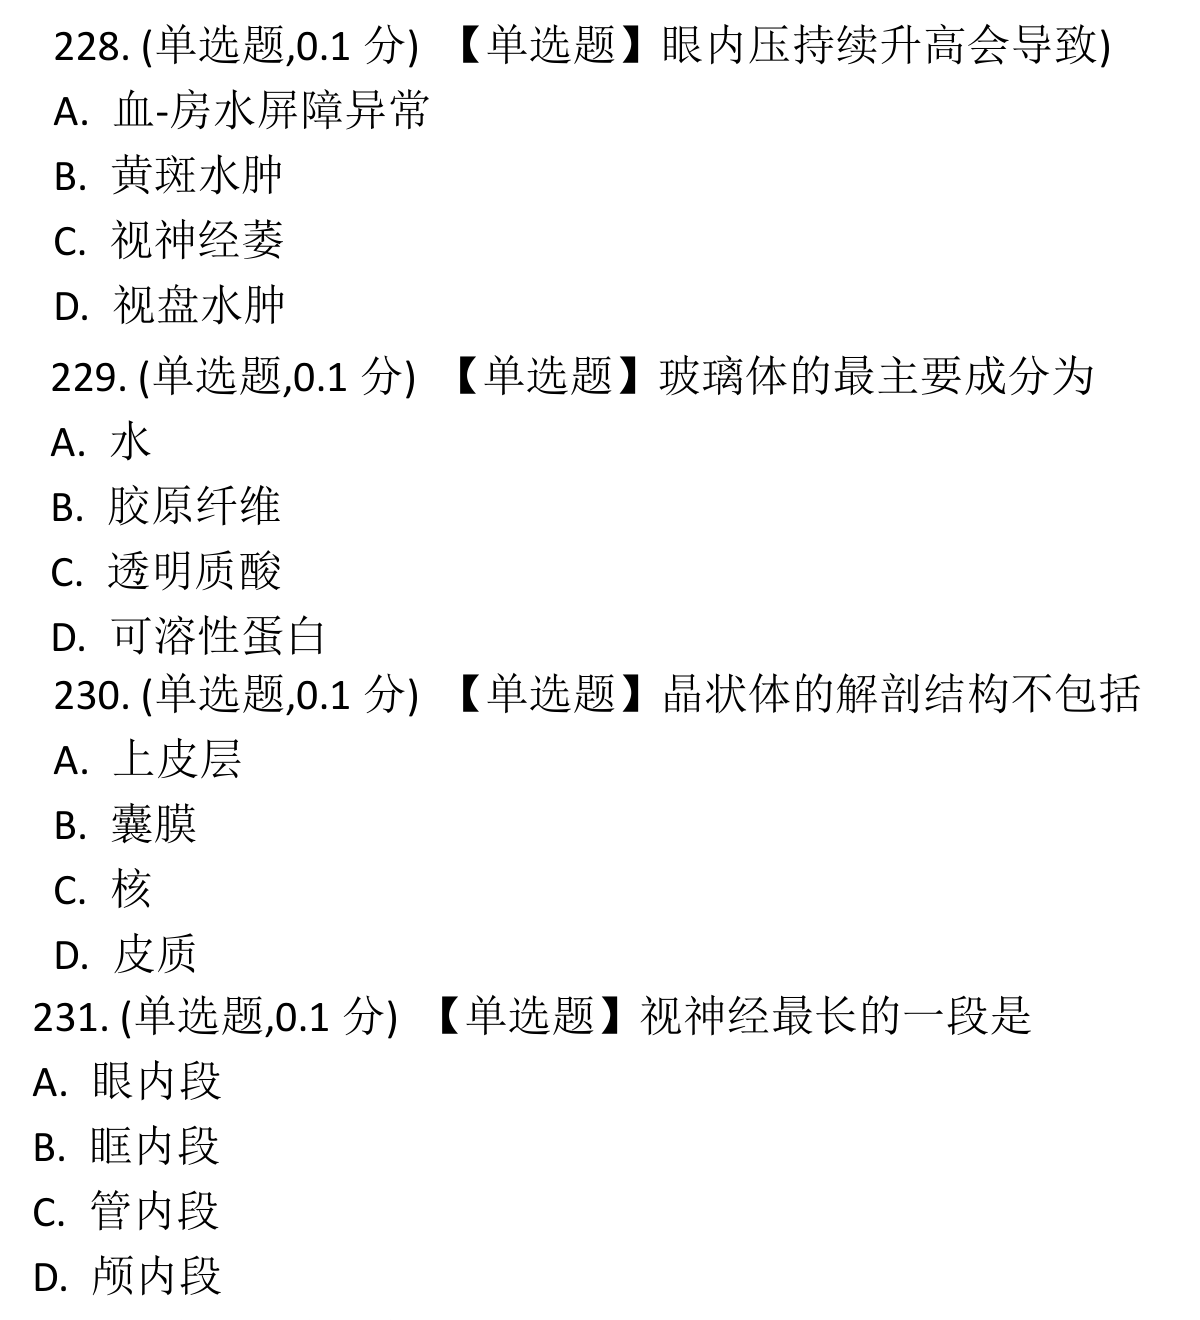 228. (单选题,0.1 分) 【单选题】眼内压持续升高会导致)
A. 血-房水屏障异常
B. 黄斑水肿
C. 视神经萎
D. 视盘水肿
229. (单选题,0.1 分) 【单选题】玻璃体的最主要成分为
A. 水
B. 胶原纤维
C. 透明质酸
D. 可溶性蛋白
230. (单选题,0.1 分) 【单选题】晶状体的解剖结构不包括
A. 上皮层
B. 囊膜
C. 核
D. 皮质
231. (单选题,0.1 分) 【单选题】视神经最长的一段是
A. 眼内段
B. 眶内段
C. 管内段
D. 颅内段